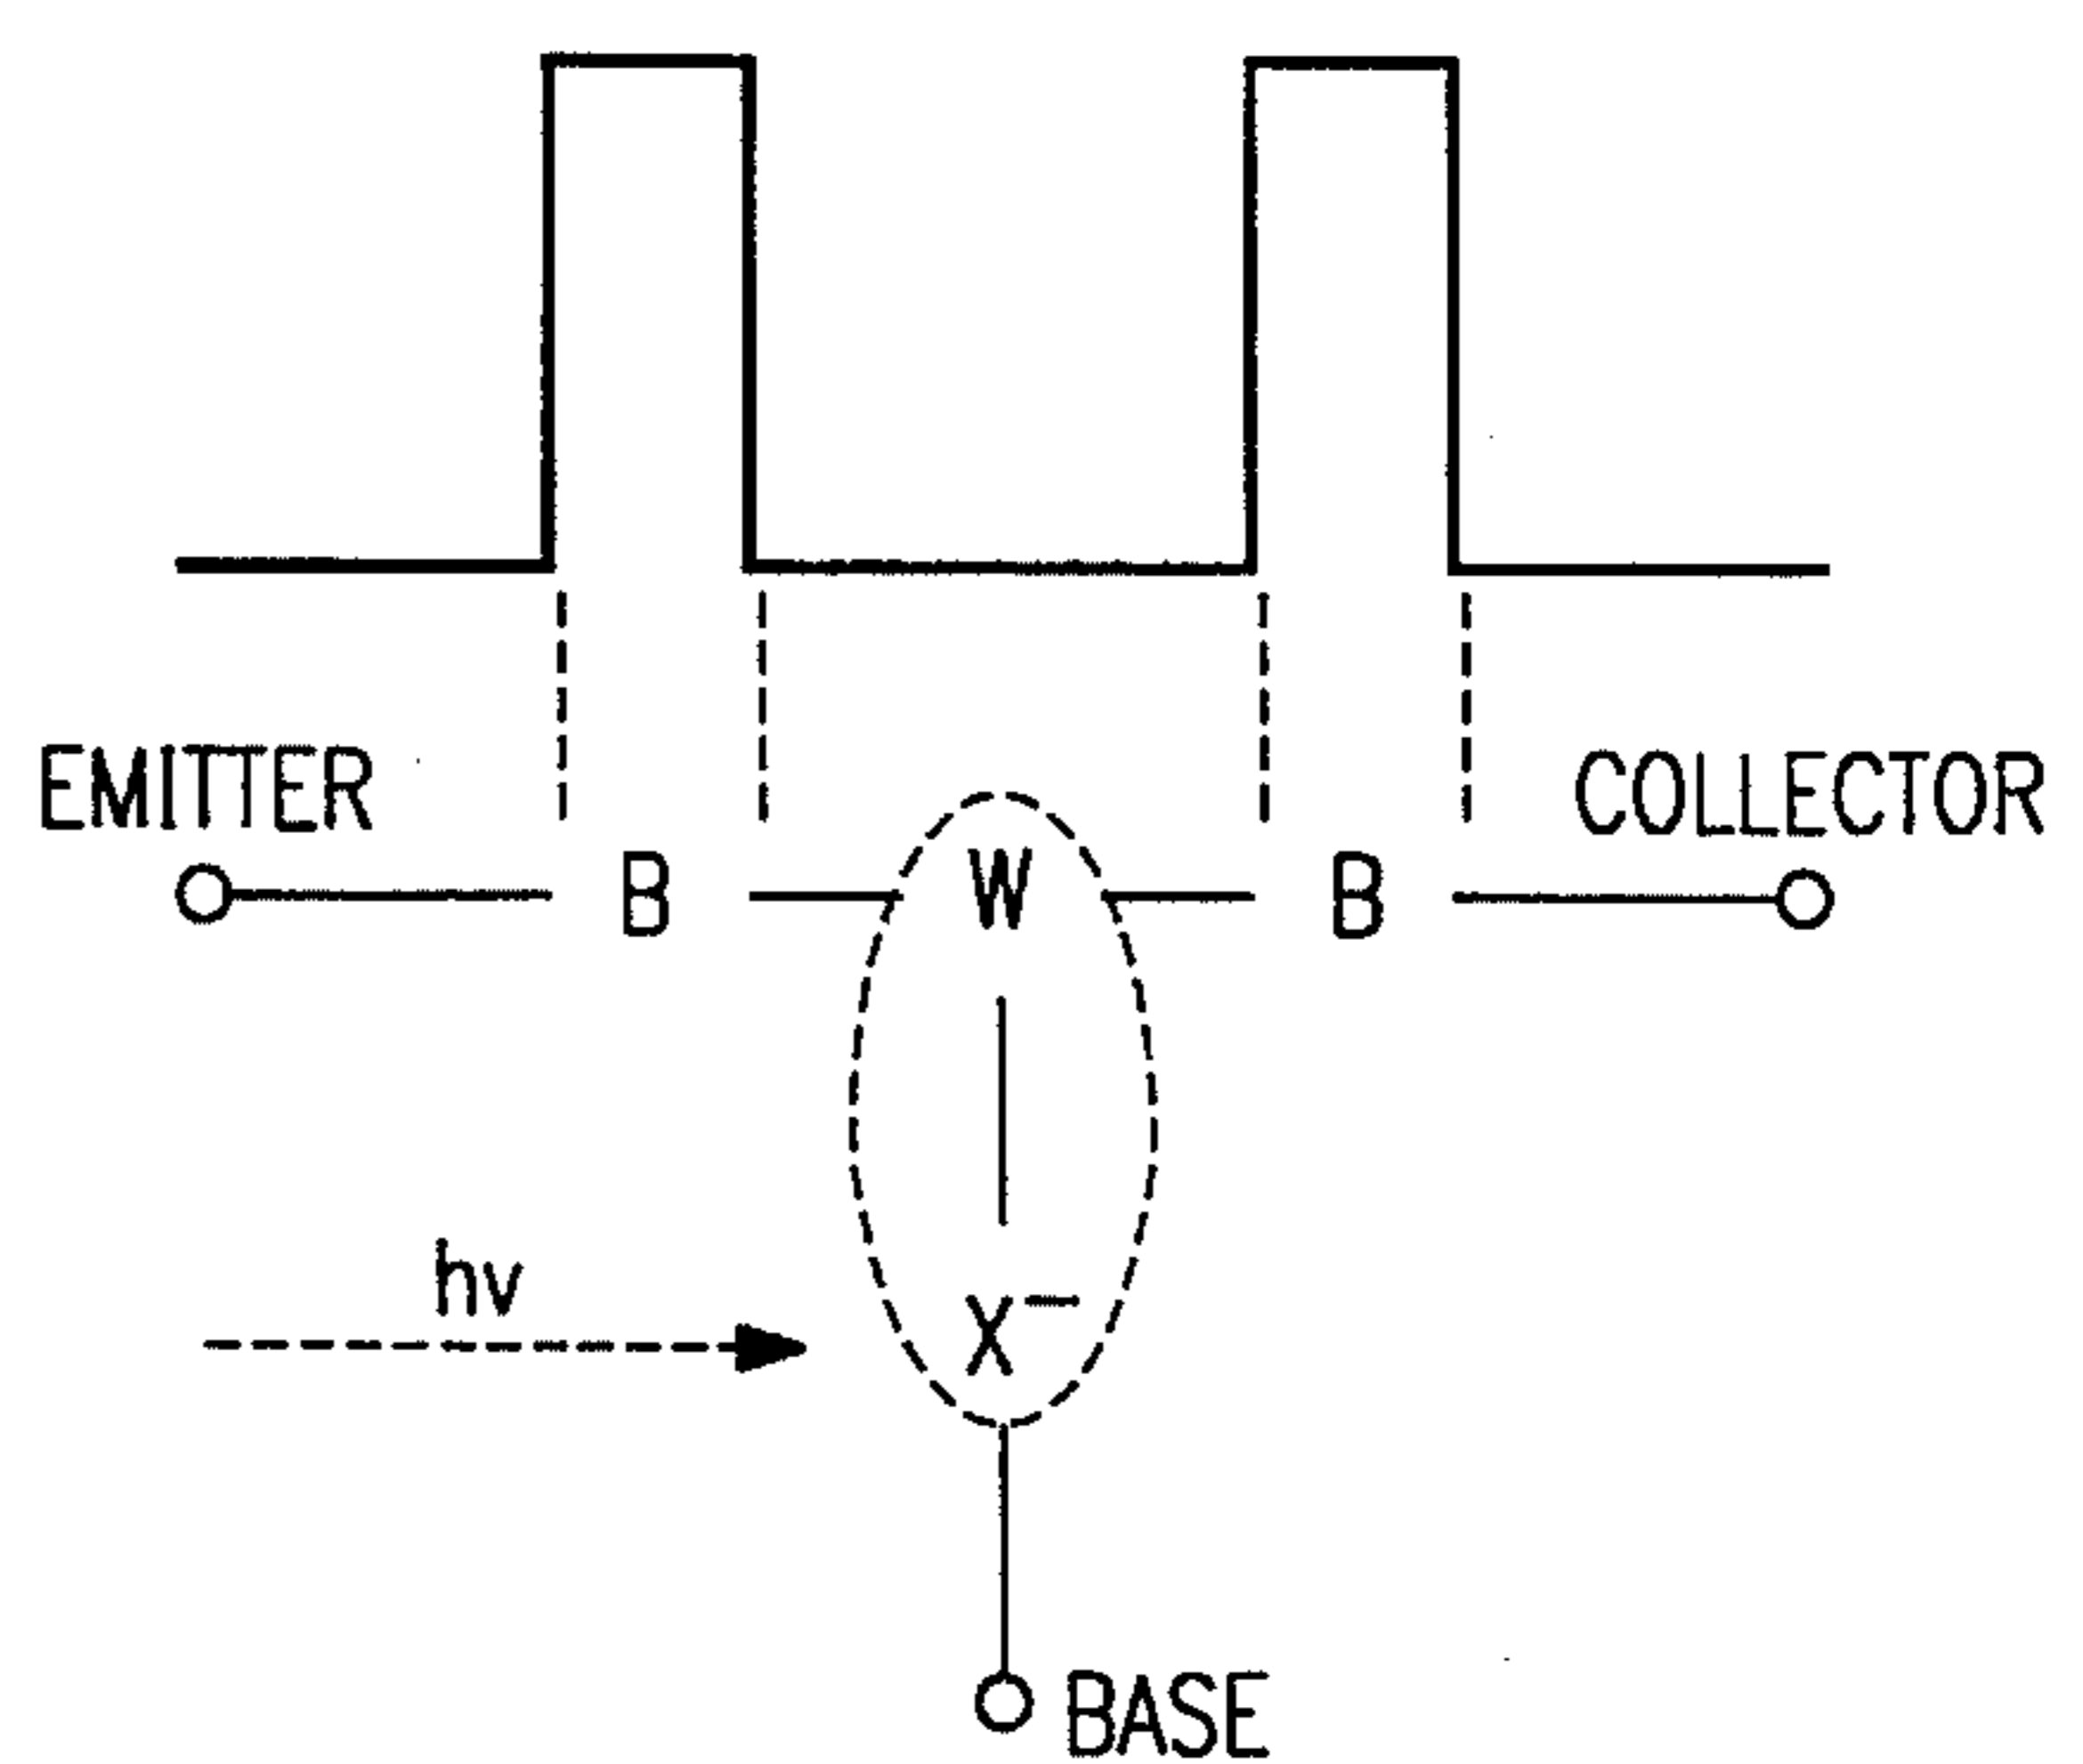 EMITTER
COLLECTOR
B
W
B
hv
X⁻
BASE